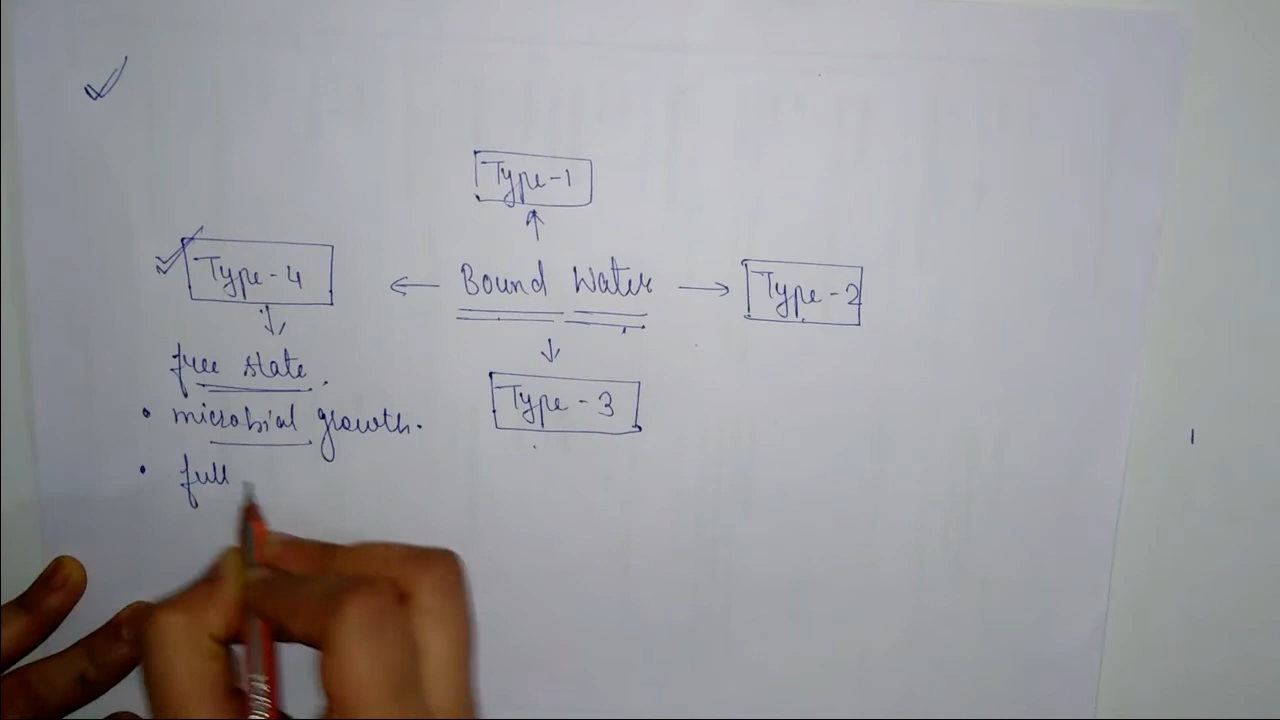 Type-1
Type-4
Bound Water
Type-2
free state.
Type-3
• microbial growth.
• full